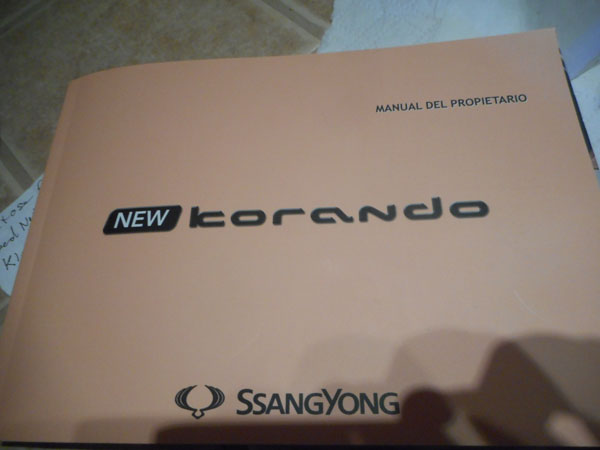 MANUAL DEL PROPIETARIO
NEW korando
SSANGYONG